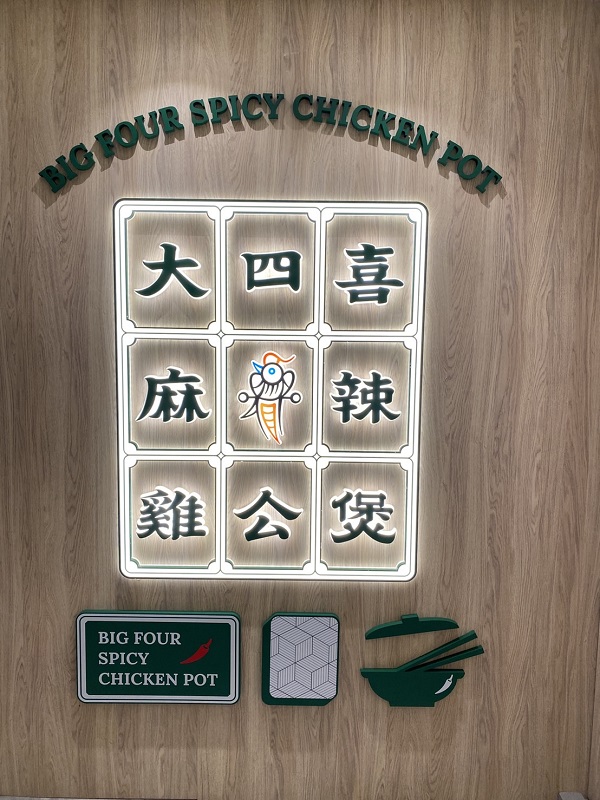 BIG FOUR SPICY CHICKEN POT
大四喜
麻辣
雞公煲
BIG FOUR
SPICY
CHICKEN POT